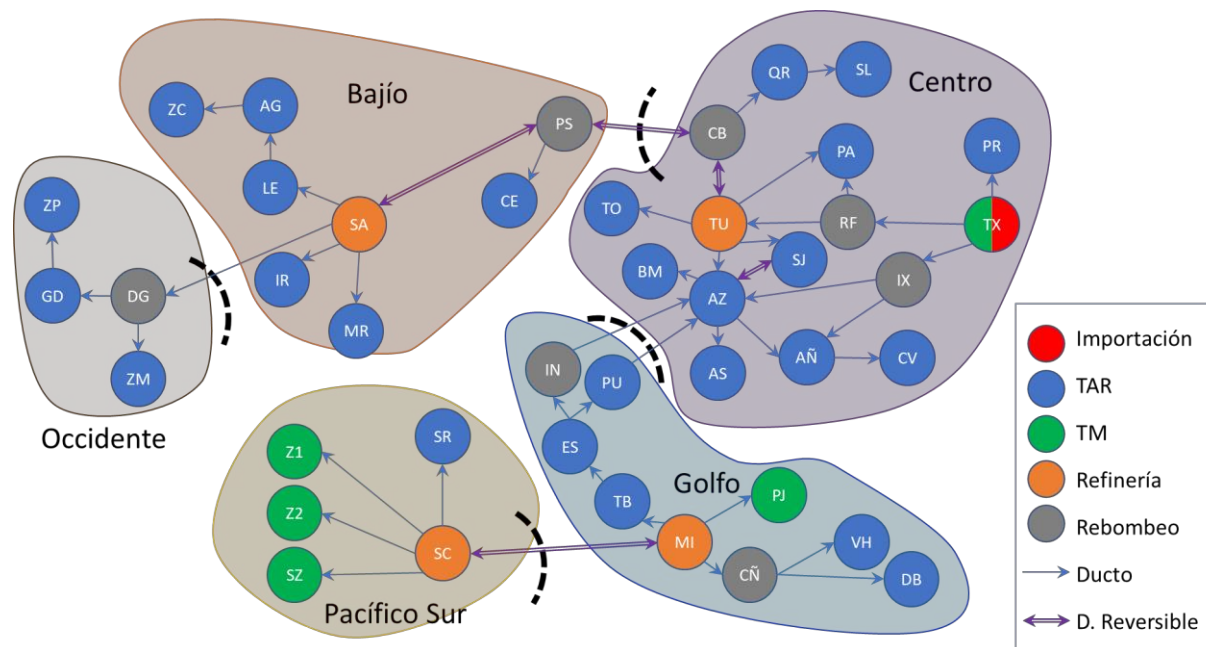 Bajío
ZC
AG
LE
SA
IR
MR
PS
CE
Occidente
ZP
GD
DG
ZM
Centro
QR
SL
CB
PA
PR
TO
TU
RF
TX
BM
SJ
IX
AZ
AS
AÑ
CV
Pacífico Sur
Z1
Z2
SZ
SR
SC
Golfo
IN
PU
ES
TB
PJ
MI
CÑ
VH
DB
Importación
TAR
TM
Refinería
Rebombeo
Ducto
D. Reversible